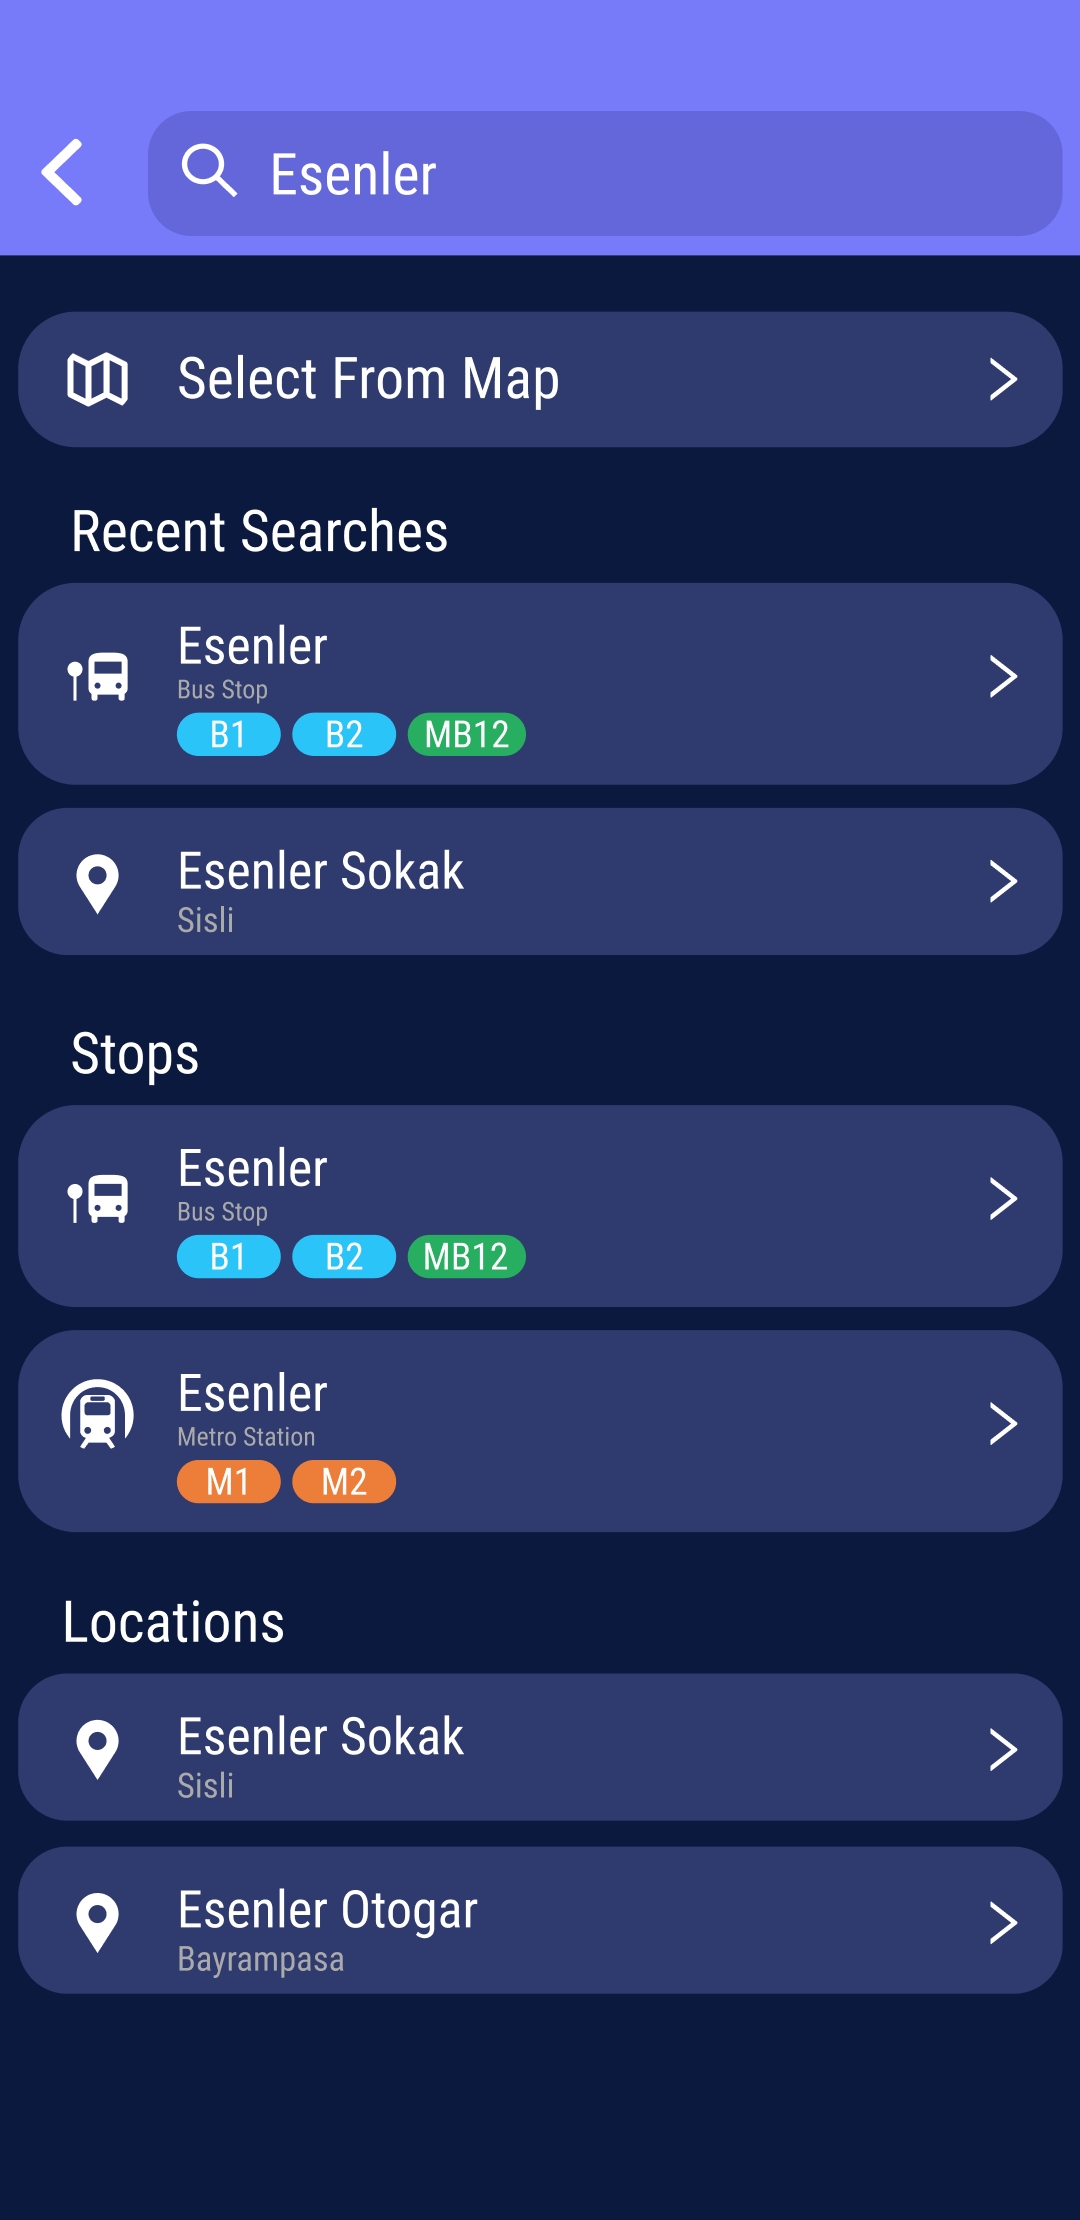 Esenler
Select From Map
Recent Searches
Esenler
Bus Stop
B1 B2 MB12
Esenler Sokak
Sisli
Stops
Esenler
Bus Stop
B1 B2 MB12
Esenler
Metro Station
M1 M2
Locations
Esenler Sokak
Sisli
Esenler Otogar
Bayrampasa